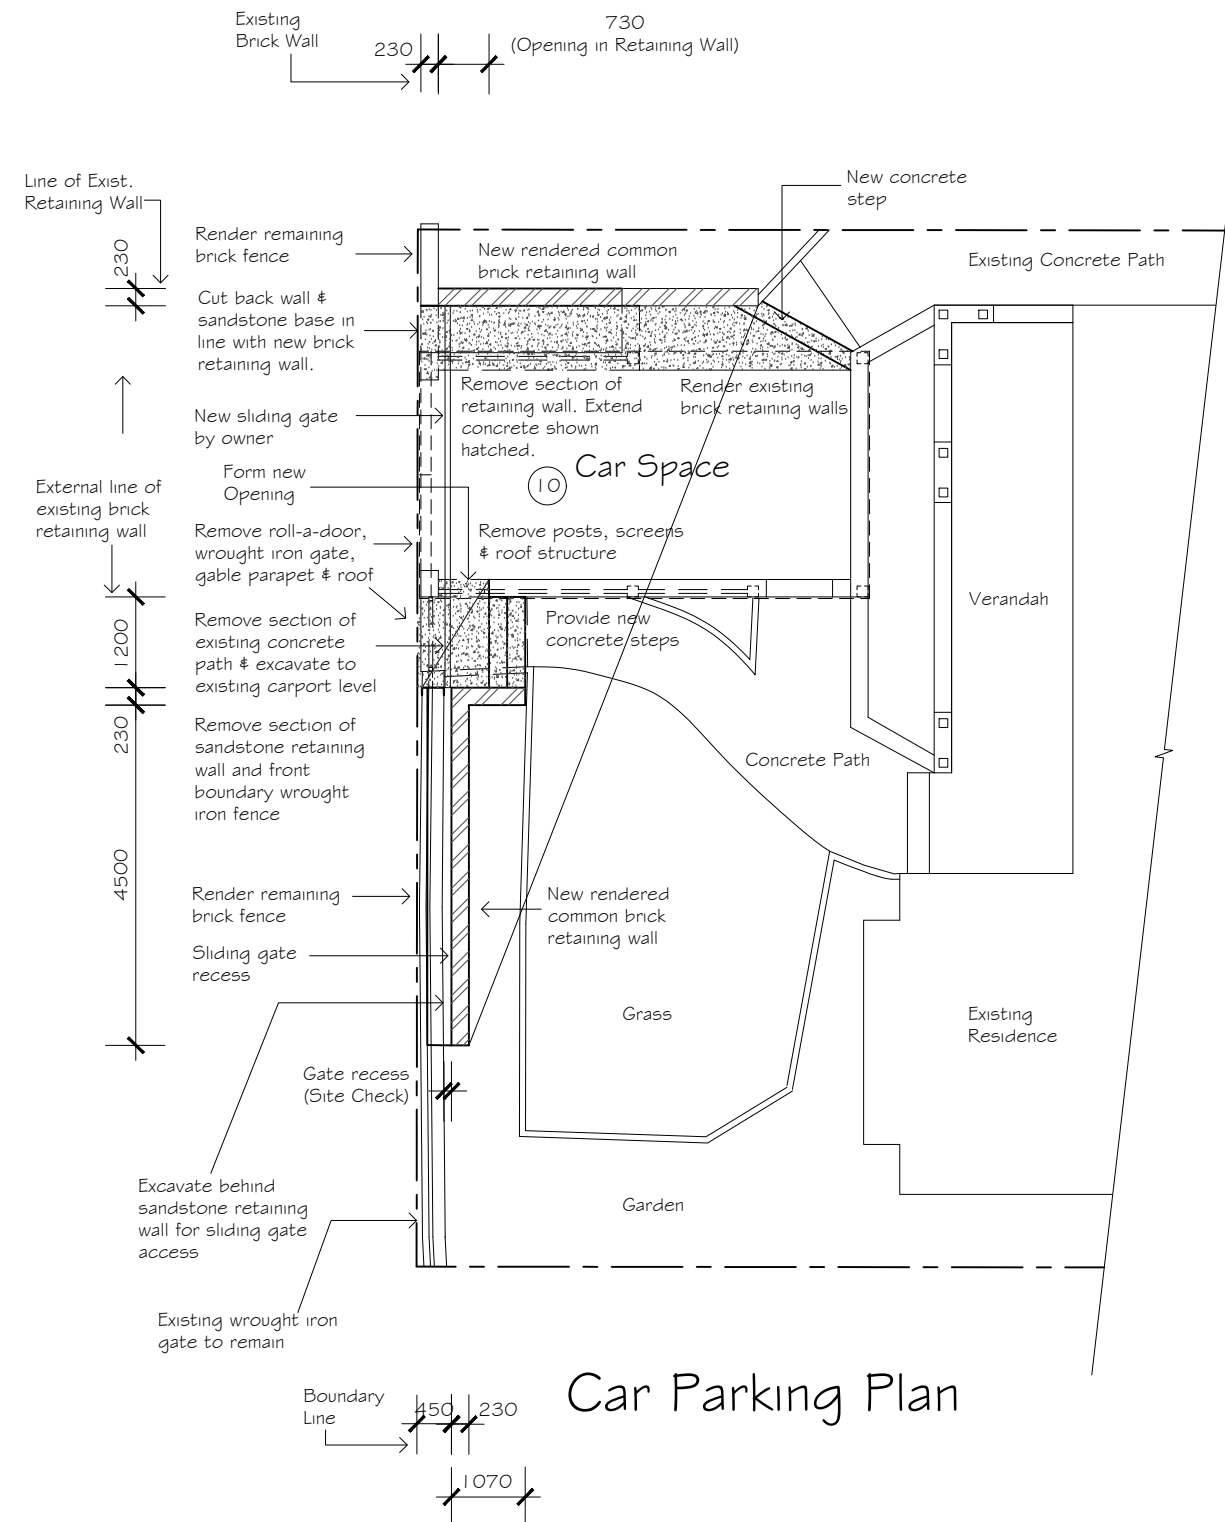 Existing
Brick Wall
230
730
(Opening in Retaining Wall)
Line of Exist.
Retaining Wall
230
Render remaining
brick fence
New rendered common
brick retaining wall
New concrete
step
Existing Concrete Path
Cut back wall &
sandstone base in
line with new brick
retaining wall.
Remove section of
retaining wall. Extend
concrete shown
hatched.
Render existing
brick retaining walls
New sliding gate
by owner
Form new
Opening
10
Car Space
External line of
existing brick
retaining wall
Remove roll-a-door,
wrought iron gate,
gable parapet & roof
Remove posts, screens
& roof structure
Verandah
1200
Remove section of
existing concrete
path & excavate to
existing carport level
Provide new
concrete steps
230
Remove section of
sandstone retaining
wall and front
boundary wrought
iron fence
Concrete Path
4500
Render remaining
brick fence
New rendered
common brick
retaining wall
Sliding gate
recess
Grass
Existing
Residence
Gate recess
(Site Check)
Excavate behind
sandstone retaining
wall for sliding gate
access
Garden
Existing wrought iron
gate to remain
Car Parking Plan
Boundary
Line
450
230
1070